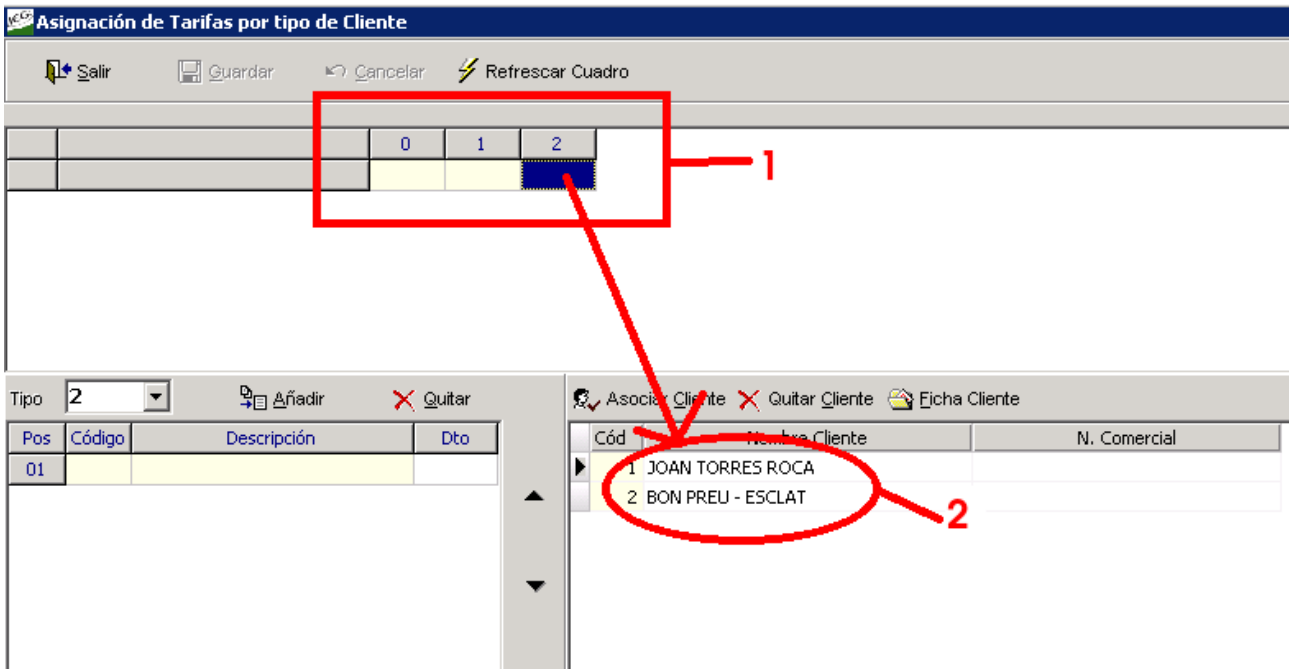 ICG Asignación de Tarifas por tipo de Cliente
Salir Guardar Cancelar Refrescar Cuadro
0 1 2
1
Tipo 2 Añadir Quitar Asociar Cliente Quitar Cliente Ficha Cliente
Pos Código Descripción Dto Cód Nombre Cliente N. Comercial
01 1 JOAN TORRES ROCA
2 BON PREU - ESCLAT
2